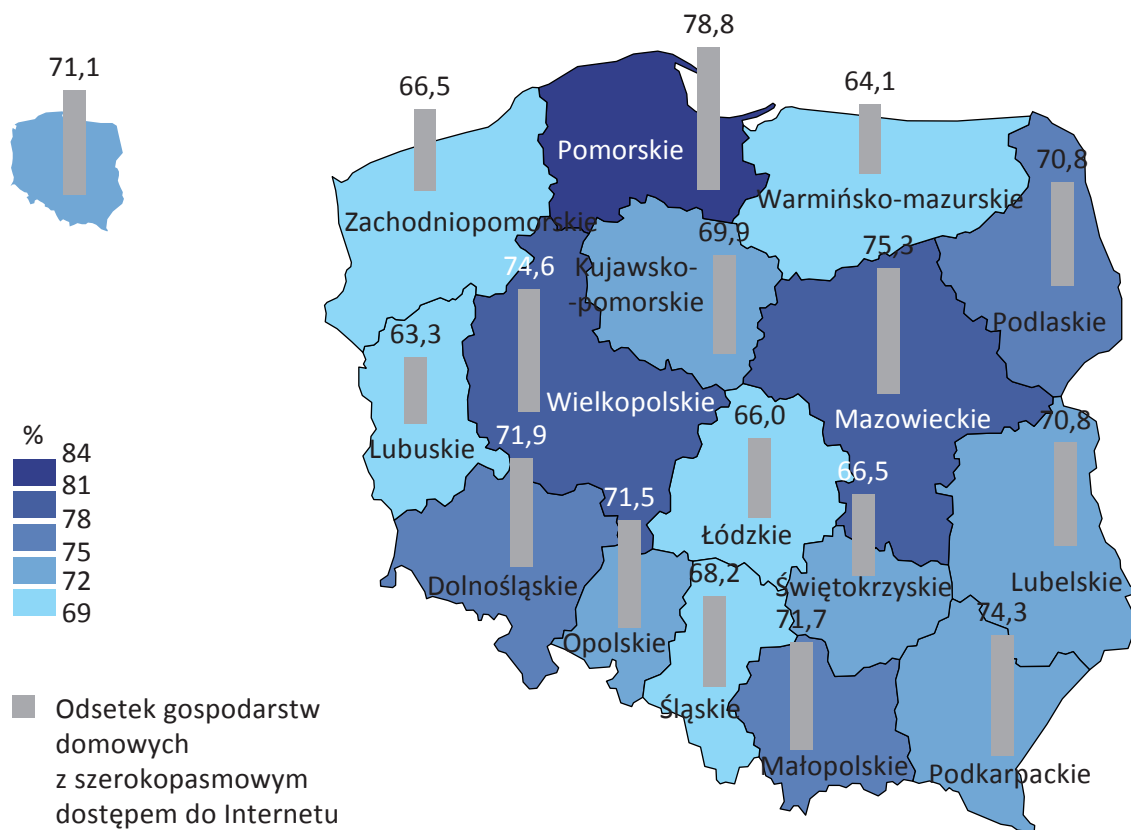 71,1
78,8
66,5
64,1
Pomorskie
70,8
Warmińsko-mazurskie
Zachodniopomorskie
69,9
75,3
74,6
Kujawsko-
-pomorskie
Podlaskie
63,3
Wielkopolskie
66,0
Mazowieckie
70,8
Lubuskie
71,9
66,5
71,5
Łódzkie
Dolnośląskie
68,2
Świętokrzyskie
Lubelskie
71,7
74,3
Opolskie
Śląskie
Małopolskie
Podkarpackie
%
84
81
78
75
72
69
Odsetek gospodarstw
domowych
z szerokopasmowym
dostępem do Internetu